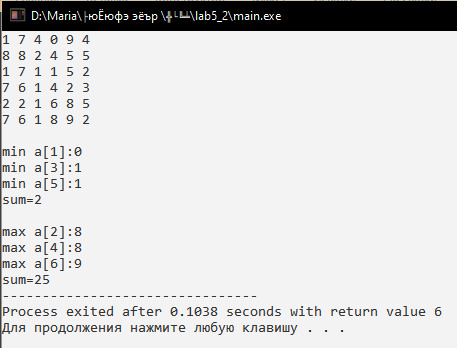 D:\Maria\├юЁюфэ эёър \lab5_2\main.exe
1 7 4 0 9 4
8 8 2 4 5 5
1 7 1 1 5 2
7 6 1 4 2 3
2 2 1 6 8 5
7 6 1 8 9 2
min a[1]:0
min a[3]:1
min a[5]:1
sum=2
max a[2]:8
max a[4]:8
max a[6]:9
sum=25
--------------------------------
Process exited after 0.1038 seconds with return value 6
Для продолжения нажмите любую клавишу . . .